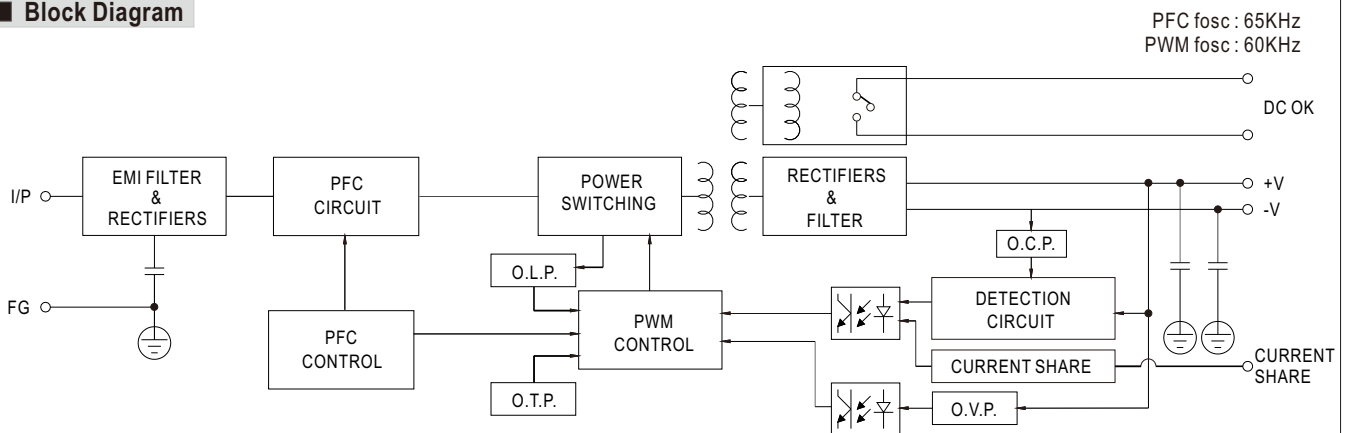 Block Diagram
PFC fosc : 65KHz
PWM fosc : 60KHz
DC OK
I/P
EMI FILTER
&
RECTIFIERS
PFC
CIRCUIT
POWER
SWITCHING
RECTIFIERS
&
FILTER
+V
-V
O.C.P.
O.L.P.
FG
PFC
CONTROL
PWM
CONTROL
DETECTION
CIRCUIT
CURRENT SHARE
CURRENT
SHARE
O.T.P.
O.V.P.